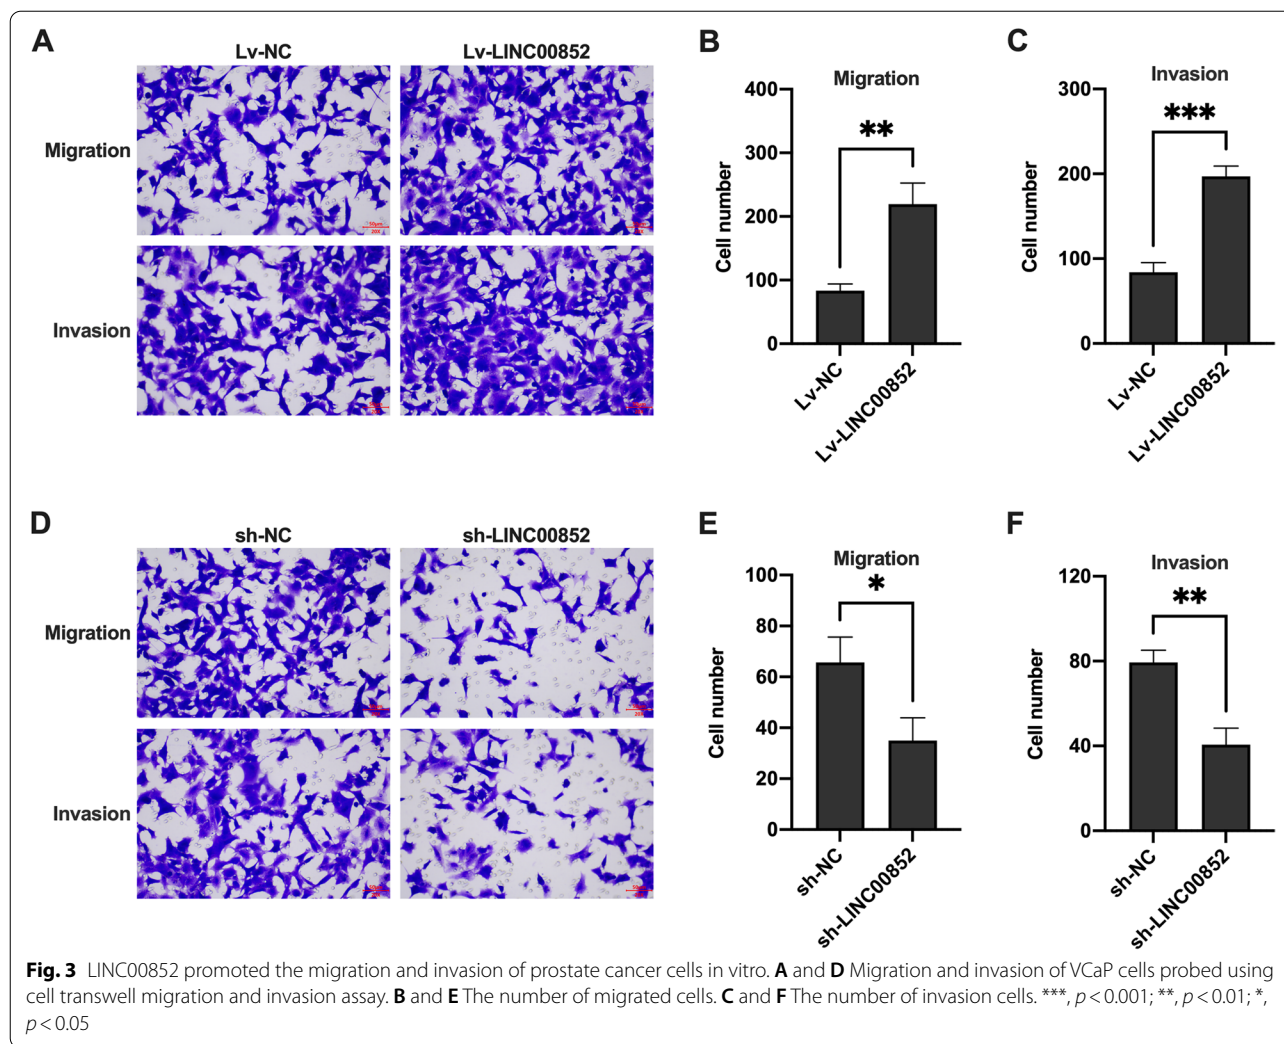 A
Lv-NC
Lv-LINC00852
Migration
Invasion
50μm
20X
B
Migration
**
Cell number
400
300
200
100
0
Lv-NC
Lv-LINC00852
C
Invasion
***
Cell number
300
200
100
0
Lv-NC
Lv-LINC00852
D
sh-NC
sh-LINC00852
Migration
Invasion
E
Migration
*
Cell number
100
80
60
40
20
0
sh-NC
sh-LINC00852
F
Invasion
**
Cell number
120
80
40
0
sh-NC
sh-LINC00852
Fig. 3 LINC00852 promoted the migration and invasion of prostate cancer cells in vitro. A and D Migration and invasion of VCaP cells probed using
cell transwell migration and invasion assay. B and E The number of migrated cells. C and F The number of invasion cells. ***, p < 0.001; **, p < 0.01; *,
p < 0.05